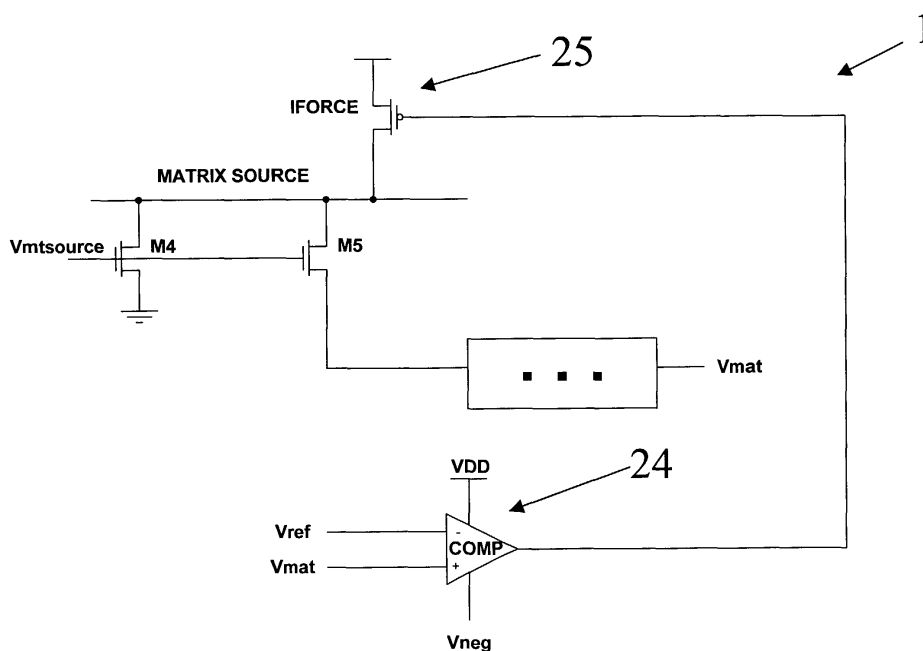 1
25
IFORCE
MATRIX SOURCE
Vmtsource
M4
M5
Vmat
24
VDD
Vref
-
COMP
Vmat
+
Vneg